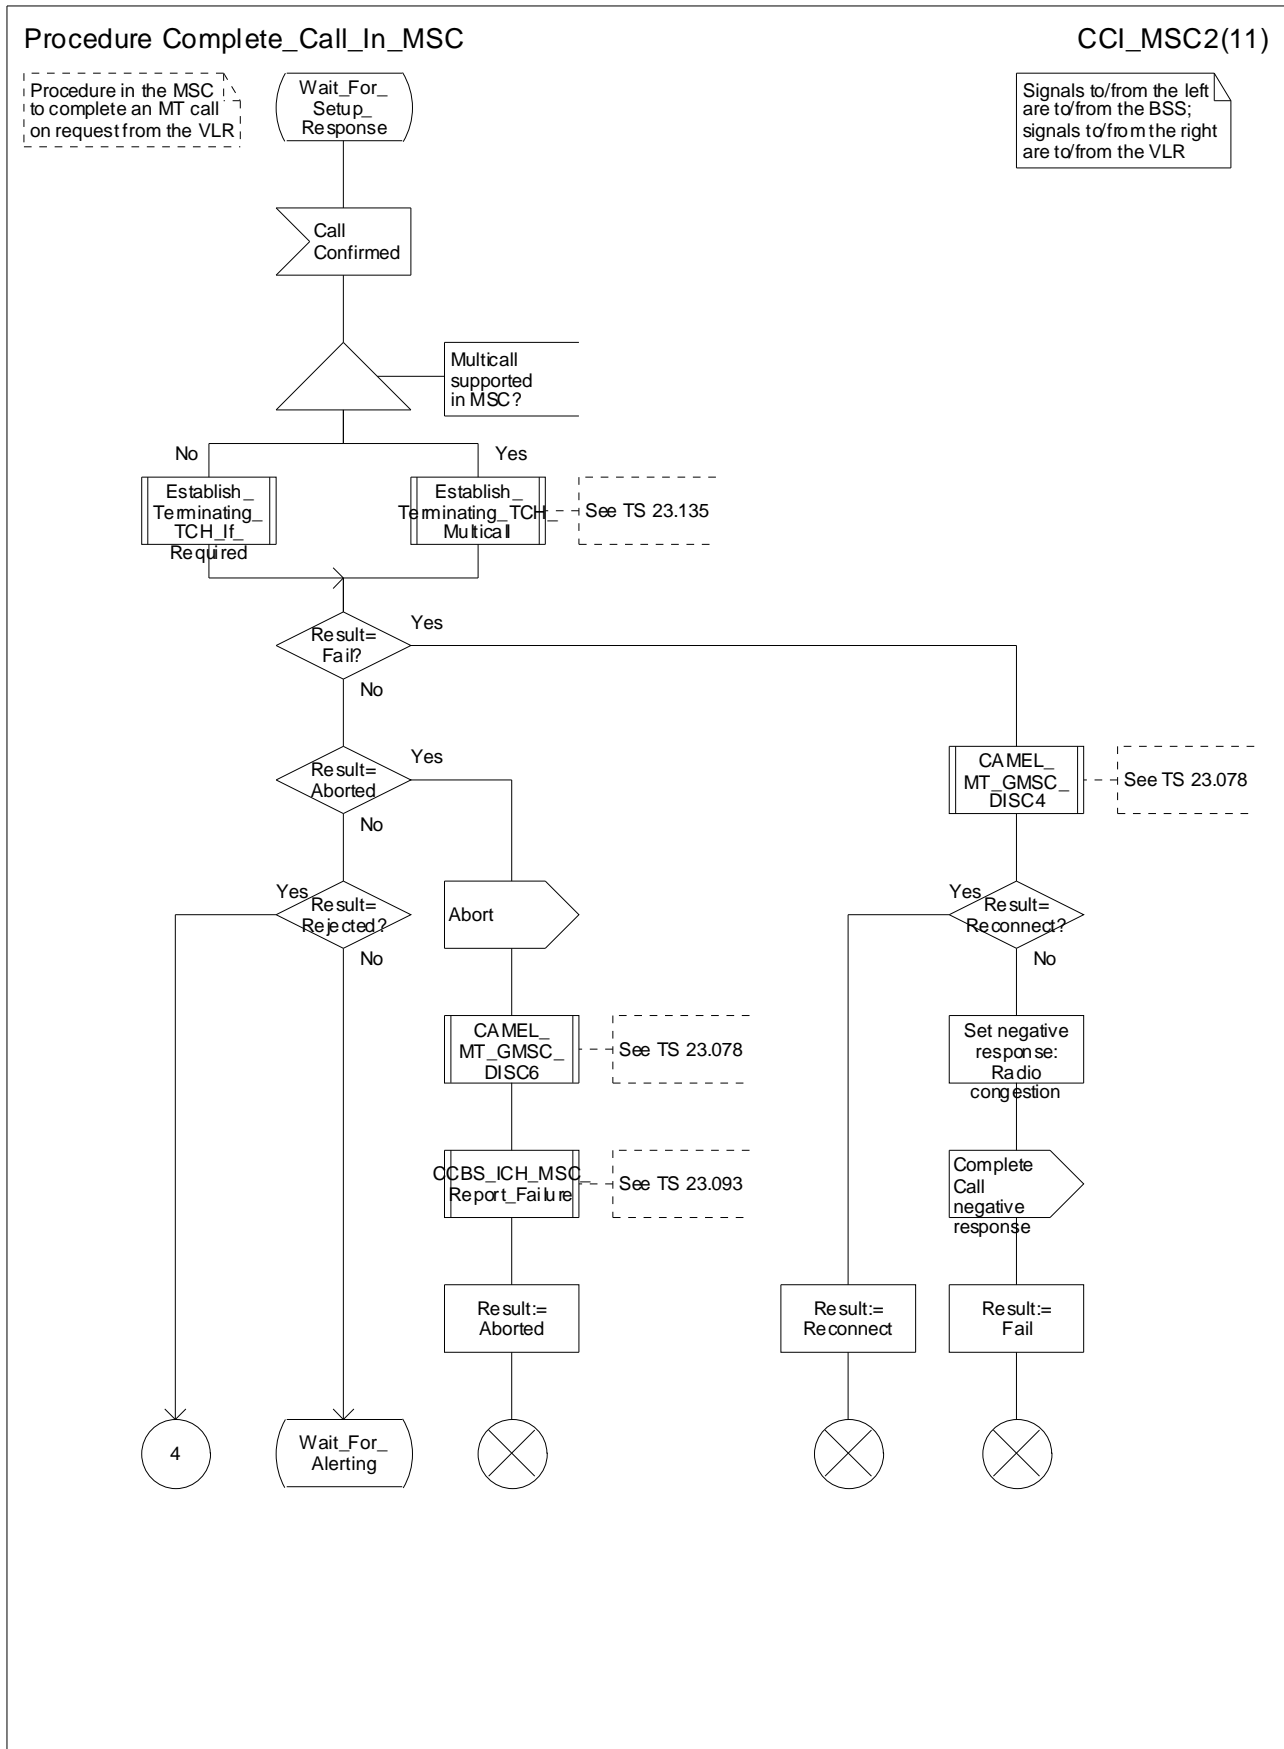 Procedure Complete_Call_In_MSC
CCI_MSC2(11)
Procedure in the MSC
to complete an MT call
on request from the VLR
Wait_For_
Setup_
Response
Signals to/from the left
are to/from the BSS;
signals to/from the right
are to/from the VLR
Call
Confirmed
Multicall
supported
in MSC?
No
Yes
Establish_
Terminating_
TCH_If_
Required
Establish_
Terminating_TCH_
Multicall
See TS 23.135
Result=
Fail?
Yes
No
Result=
Aborted
Yes
No
CAMEL_
MT_GMSC_
DISC4
See TS 23.078
Yes
Result=
Rejected?
No
Abort
Yes
Result=
Reconnect?
No
CAMEL_
MT_GMSC_
DISC6
See TS 23.078
Set negative
response:
Radio
congestion
CCBS_ICH_MSC_
Report_Failure
See TS 23.093
Complete
Call
negative
response
Result:=
Aborted
Result:=
Reconnect
Result:=
Fail
4
Wait_For_
Alerting